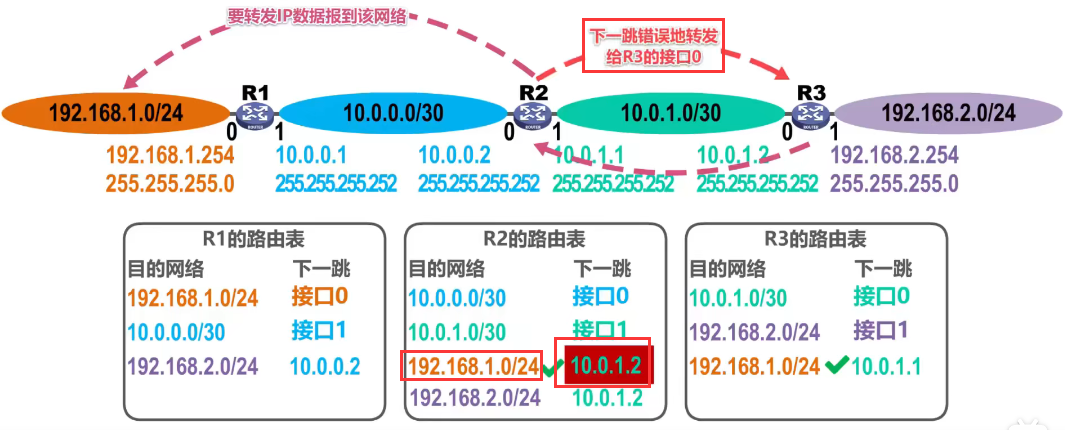 要转发IP数据报到该网络
下一跳错误地转发
给R3的接口0
R1
R2
R3
192.168.1.0/24
10.0.0.0/30
10.0.1.0/30
192.168.2.0/24
ROUTER
ROUTER
ROUTER
0
1
0
1
0
1
192.168.1.254
10.0.0.1
10.0.0.2
10.0.1.1
10.0.1.2
192.168.2.254
255.255.255.0
255.255.255.252
255.255.255.252
255.255.255.252
255.255.255.252
255.255.255.0
R1的路由表
目的网络 下一跳
192.168.1.0/24 接口0
10.0.0.0/30 接口1
192.168.2.0/24 10.0.0.2
R2的路由表
目的网络 下一跳
10.0.0.0/30 接口0
10.0.1.0/30 接口1
192.168.1.0/24 10.0.1.2
192.168.2.0/24 10.0.1.2
R3的路由表
目的网络 下一跳
10.0.1.0/30 接口0
192.168.2.0/24 接口1
192.168.1.0/24 10.0.1.1